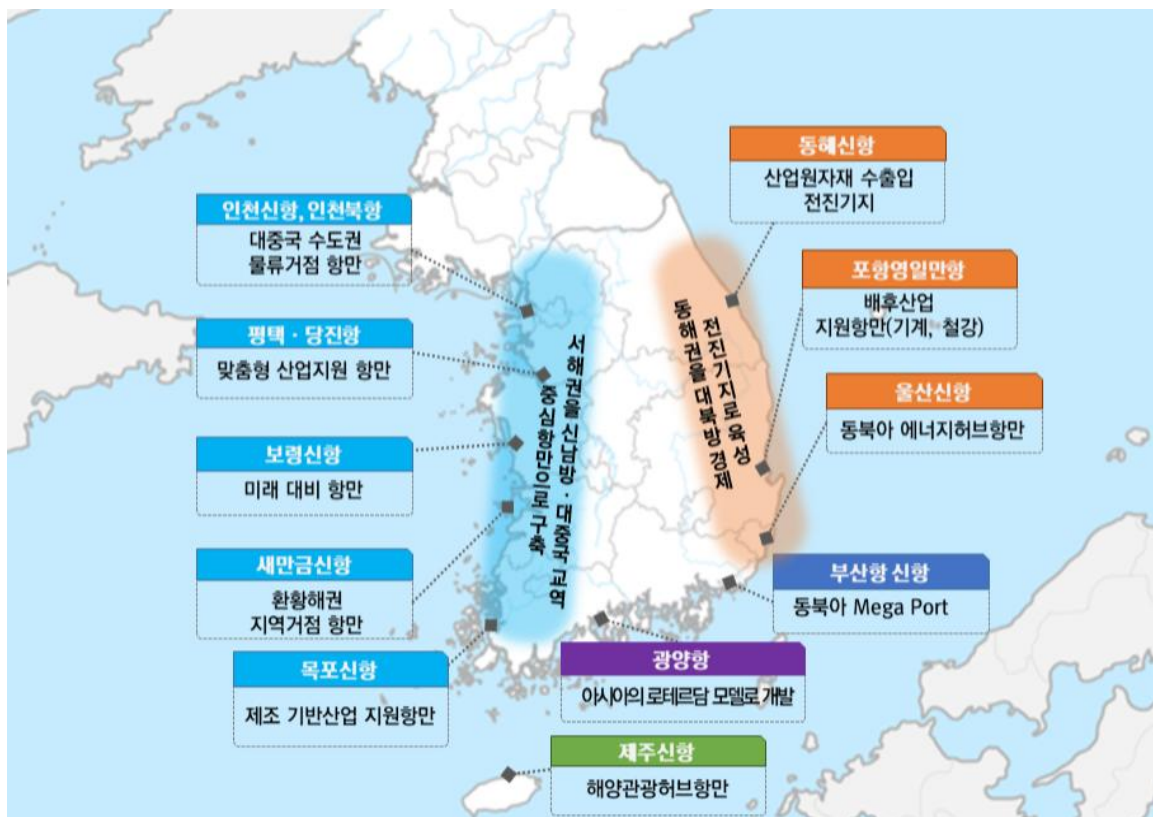 인천신항, 인천북항
대중국 수도권
물류거점 항만
평택 · 당진항
맞춤형 산업지원 항만
보령신항
미래 대비 항만
새만금신항
환황해권
지역거점 항만
목포신항
제조 기반산업 지원항만
서해권을 신남방 · 대중국 교역
중심항만으로 구축
전진기지로 육성
동해권을 대북방 경제
동해신항
산업원자재 수출입
전진기지
포항영일만항
배후산업
지원항만(기계, 철강)
울산신항
동북아 에너지허브항만
부산항 신항
동북아 Mega Port
광양항
아시아의 로테르담 모델로 개발
제주신항
해양관광허브항만